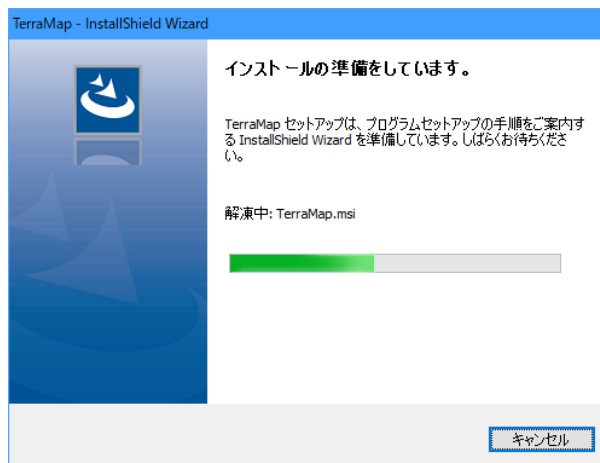 TerraMap - InstallShield Wizard
インストールの準備をしています。
TerraMap セットアップは、プログラムセットアップの手順をご案内す
る InstallShield Wizard を準備しています。しばらくお待ちくださ
い。
解凍中: TerraMap.msi
キャンセル